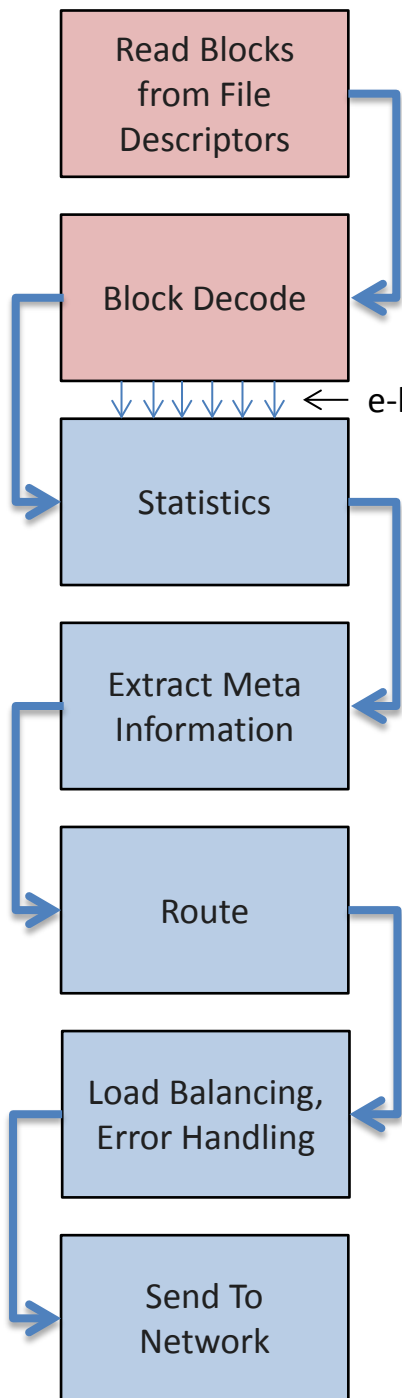 Read Blocks
from File
Descriptors
Block Decode
Statistics
Extract Meta
Information
Route
Load Balancing,
Error Handling
Send To
Network